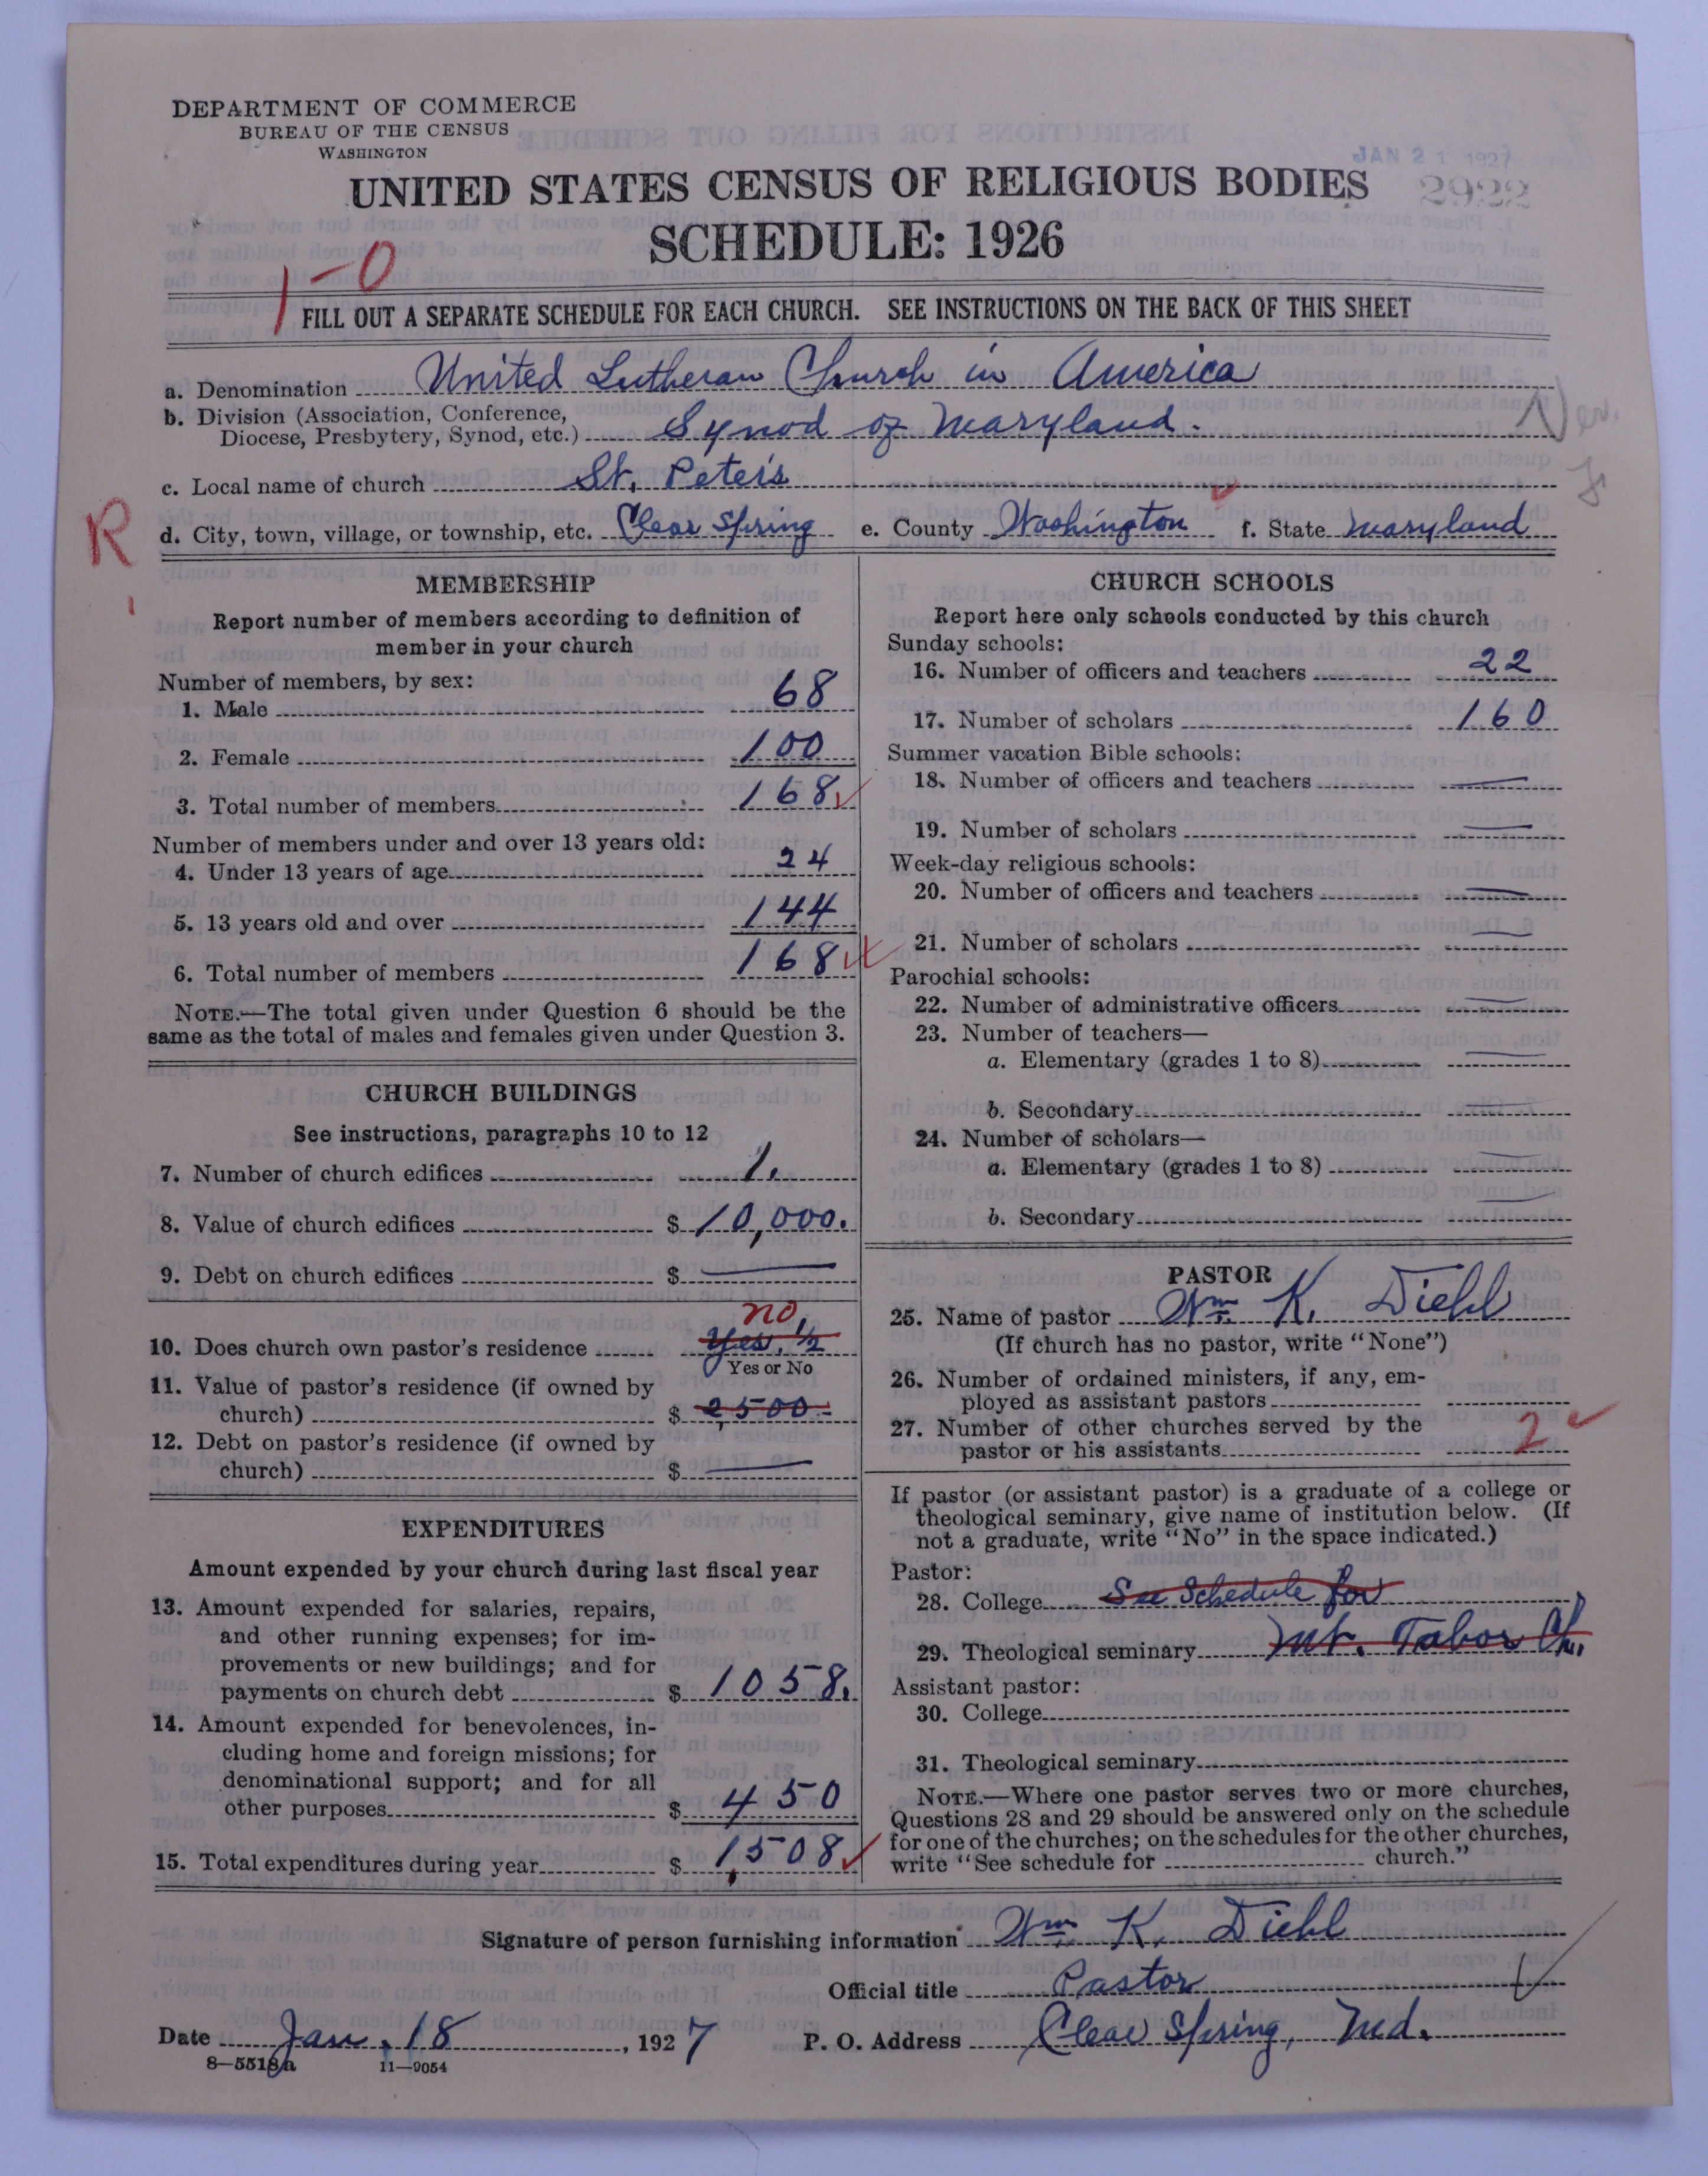 DEPARTMENT OF COMMERCE
BUREAU OF THE CENSUS
WASHINGTON
JAN 21 1927
UNITED STATES CENSUS OF RELIGIOUS BODIES
SCHEDULE: 1926
1-0
FILL OUT A SEPARATE SCHEDULE FOR EACH CHURCH. SEE INSTRUCTIONS ON THE BACK OF THIS SHEET
a. Denomination United Lutheran Church in America
b. Division (Association, Conference,
Diocese, Presbytery, Synod, etc.) Synod of Maryland.
c. Local name of church St. Peter's
R
d. City, town, village, or township, etc. Clear Spring e. County Washington f. State Maryland
MEMBERSHIP
Report number of members according to definition of
member in your church
Number of members, by sex:
1. Male 68
2. Female 100
3. Total number of members 168
Number of members under and over 13 years old:
4. Under 13 years of age 24
5. 13 years old and over 144
6. Total number of members 168
NOTE.—The total given under Question 6 should be the
same as the total of males and females given under Question 3.
CHURCH BUILDINGS
See instructions, paragraphs 10 to 12
7. Number of church edifices 1.
8. Value of church edifices $ 10,000.
9. Debt on church edifices $ —
no,
10. Does church own pastor's residence Yes, ½
Yes or No
11. Value of pastor's residence (if owned by
church) $ 2,500-
12. Debt on pastor's residence (if owned by
church) $ —
EXPENDITURES
Amount expended by your church during last fiscal year
13. Amount expended for salaries, repairs,
and other running expenses; for im-
provements or new buildings; and for
payments on church debt $ 1058.
14. Amount expended for benevolences, in-
cluding home and foreign missions; for
denominational support; and for all
other purposes $ 450
15. Total expenditures during year $ 1,508
CHURCH SCHOOLS
Report here only schools conducted by this church
Sunday schools:
16. Number of officers and teachers 22
17. Number of scholars 160
Summer vacation Bible schools:
18. Number of officers and teachers —
19. Number of scholars —
Week-day religious schools:
20. Number of officers and teachers —
21. Number of scholars —
Parochial schools:
22. Number of administrative officers —
23. Number of teachers—
a. Elementary (grades 1 to 8) —
b. Secondary —
24. Number of scholars—
a. Elementary (grades 1 to 8) —
b. Secondary —
PASTOR
25. Name of pastor Wm. K. Diehl
(If church has no pastor, write "None")
26. Number of ordained ministers, if any, em-
ployed as assistant pastors
27. Number of other churches served by the
pastor or his assistants 2
If pastor (or assistant pastor) is a graduate of a college or
theological seminary, give name of institution below. (If
not a graduate, write "No" in the space indicated.)
Pastor:
28. College See Schedule for
29. Theological seminary Mt. Tabor Ch.
Assistant pastor:
30. College
31. Theological seminary
NOTE.—Where one pastor serves two or more churches,
Questions 28 and 29 should be answered only on the schedule
for one of the churches; on the schedules for the other churches,
write "See schedule for church."
Signature of person furnishing information Wm. K. Diehl
Official title Pastor
Date Jan. 18, 1927 P. O. Address Clear Spring, Md.
8—5518a 11—9054